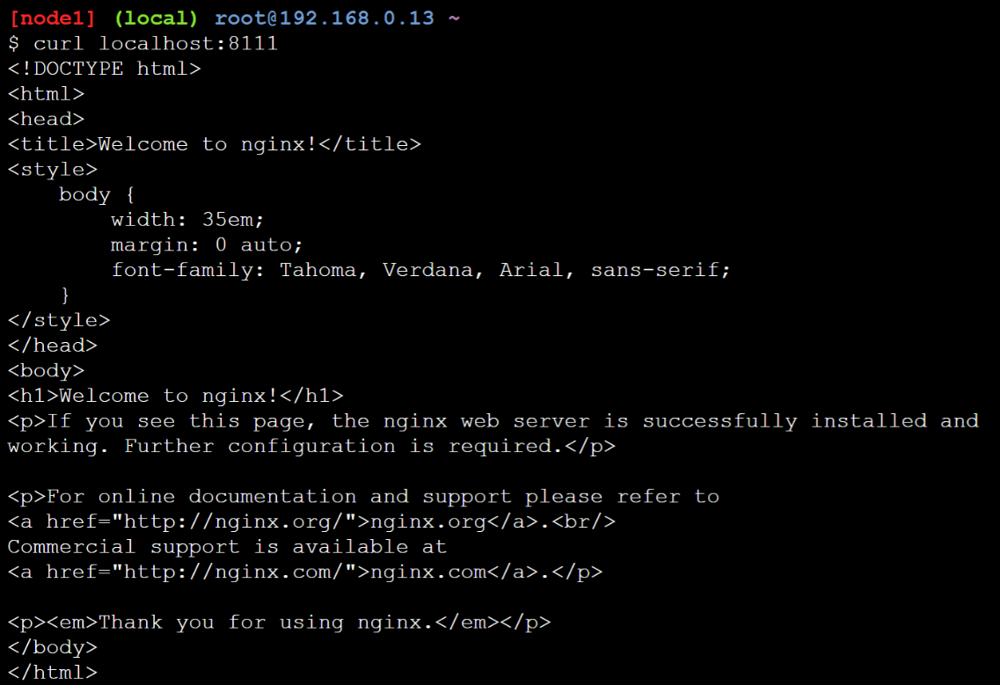 [node1] (local) root@192.168.0.13 ~
$ curl localhost:8111
<!DOCTYPE html>
<html>
<head>
<title>Welcome to nginx!</title>
<style>
    body {
        width: 35em;
        margin: 0 auto;
        font-family: Tahoma, Verdana, Arial, sans-serif;
    }
</style>
</head>
<body>
<h1>Welcome to nginx!</h1>
<p>If you see this page, the nginx web server is successfully installed and
working. Further configuration is required.</p>

<p>For online documentation and support please refer to
<a href="http://nginx.org/">nginx.org</a>.<br/>
Commercial support is available at
<a href="http://nginx.com/">nginx.com</a>.</p>

<p><em>Thank you for using nginx.</em></p>
</body>
</html>